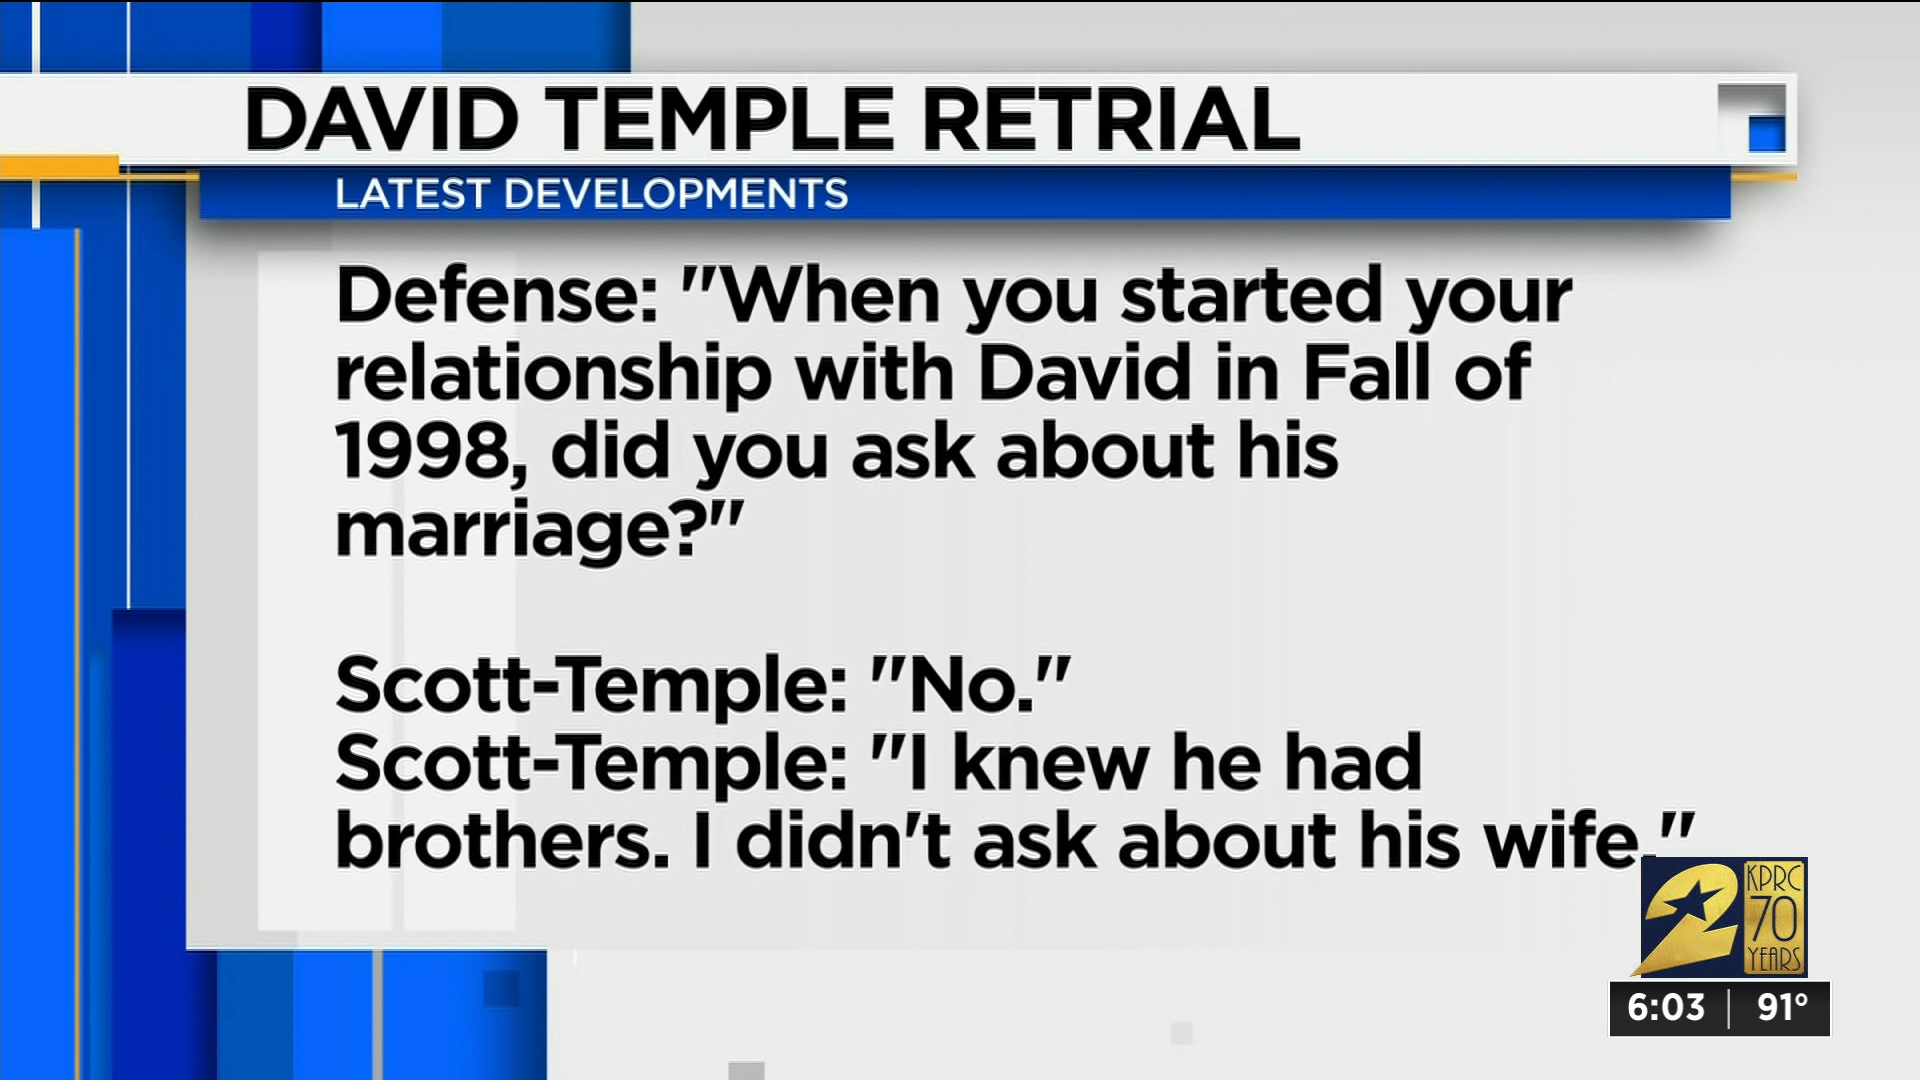 DAVID TEMPLE RETRIAL
LATEST DEVELOPMENTS
Defense: "When you started your
relationship with David in Fall of
1998, did you ask about his
marriage?"
Scott-Temple: "No."
Scott-Temple: "I knew he had
brothers. I didn't ask about his wife."
2
KPRC
70
YEARS
6:03 | 91°